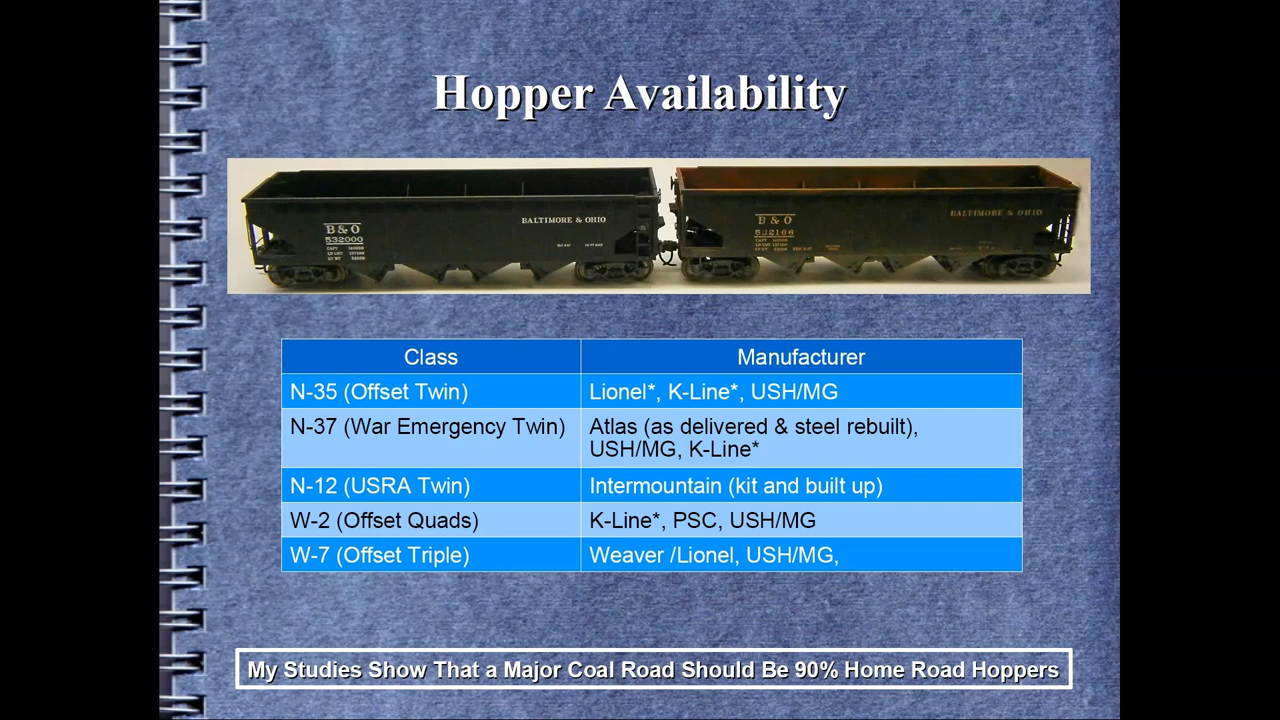 Hopper Availability
BALTIMORE & OHIO
B & O
532000
BALTIMORE & OHIO
B & O
532166
Class Manufacturer
N-35 (Offset Twin) Lionel*, K-Line*, USH/MG
N-37 (War Emergency Twin) Atlas (as delivered & steel rebuilt),
USH/MG, K-Line*
N-12 (USRA Twin) Intermountain (kit and built up)
W-2 (Offset Quads) K-Line*, PSC, USH/MG
W-7 (Offset Triple) Weaver /Lionel, USH/MG,
My Studies Show That a Major Coal Road Should Be 90% Home Road Hoppers